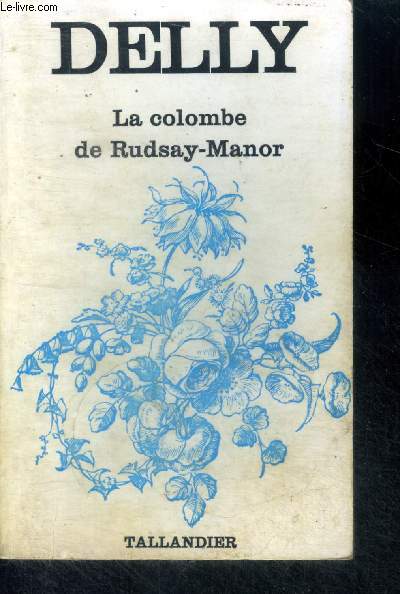 Le-livre.com
DELLY
La colombe
de Rudsay-Manor
TALLANDIER